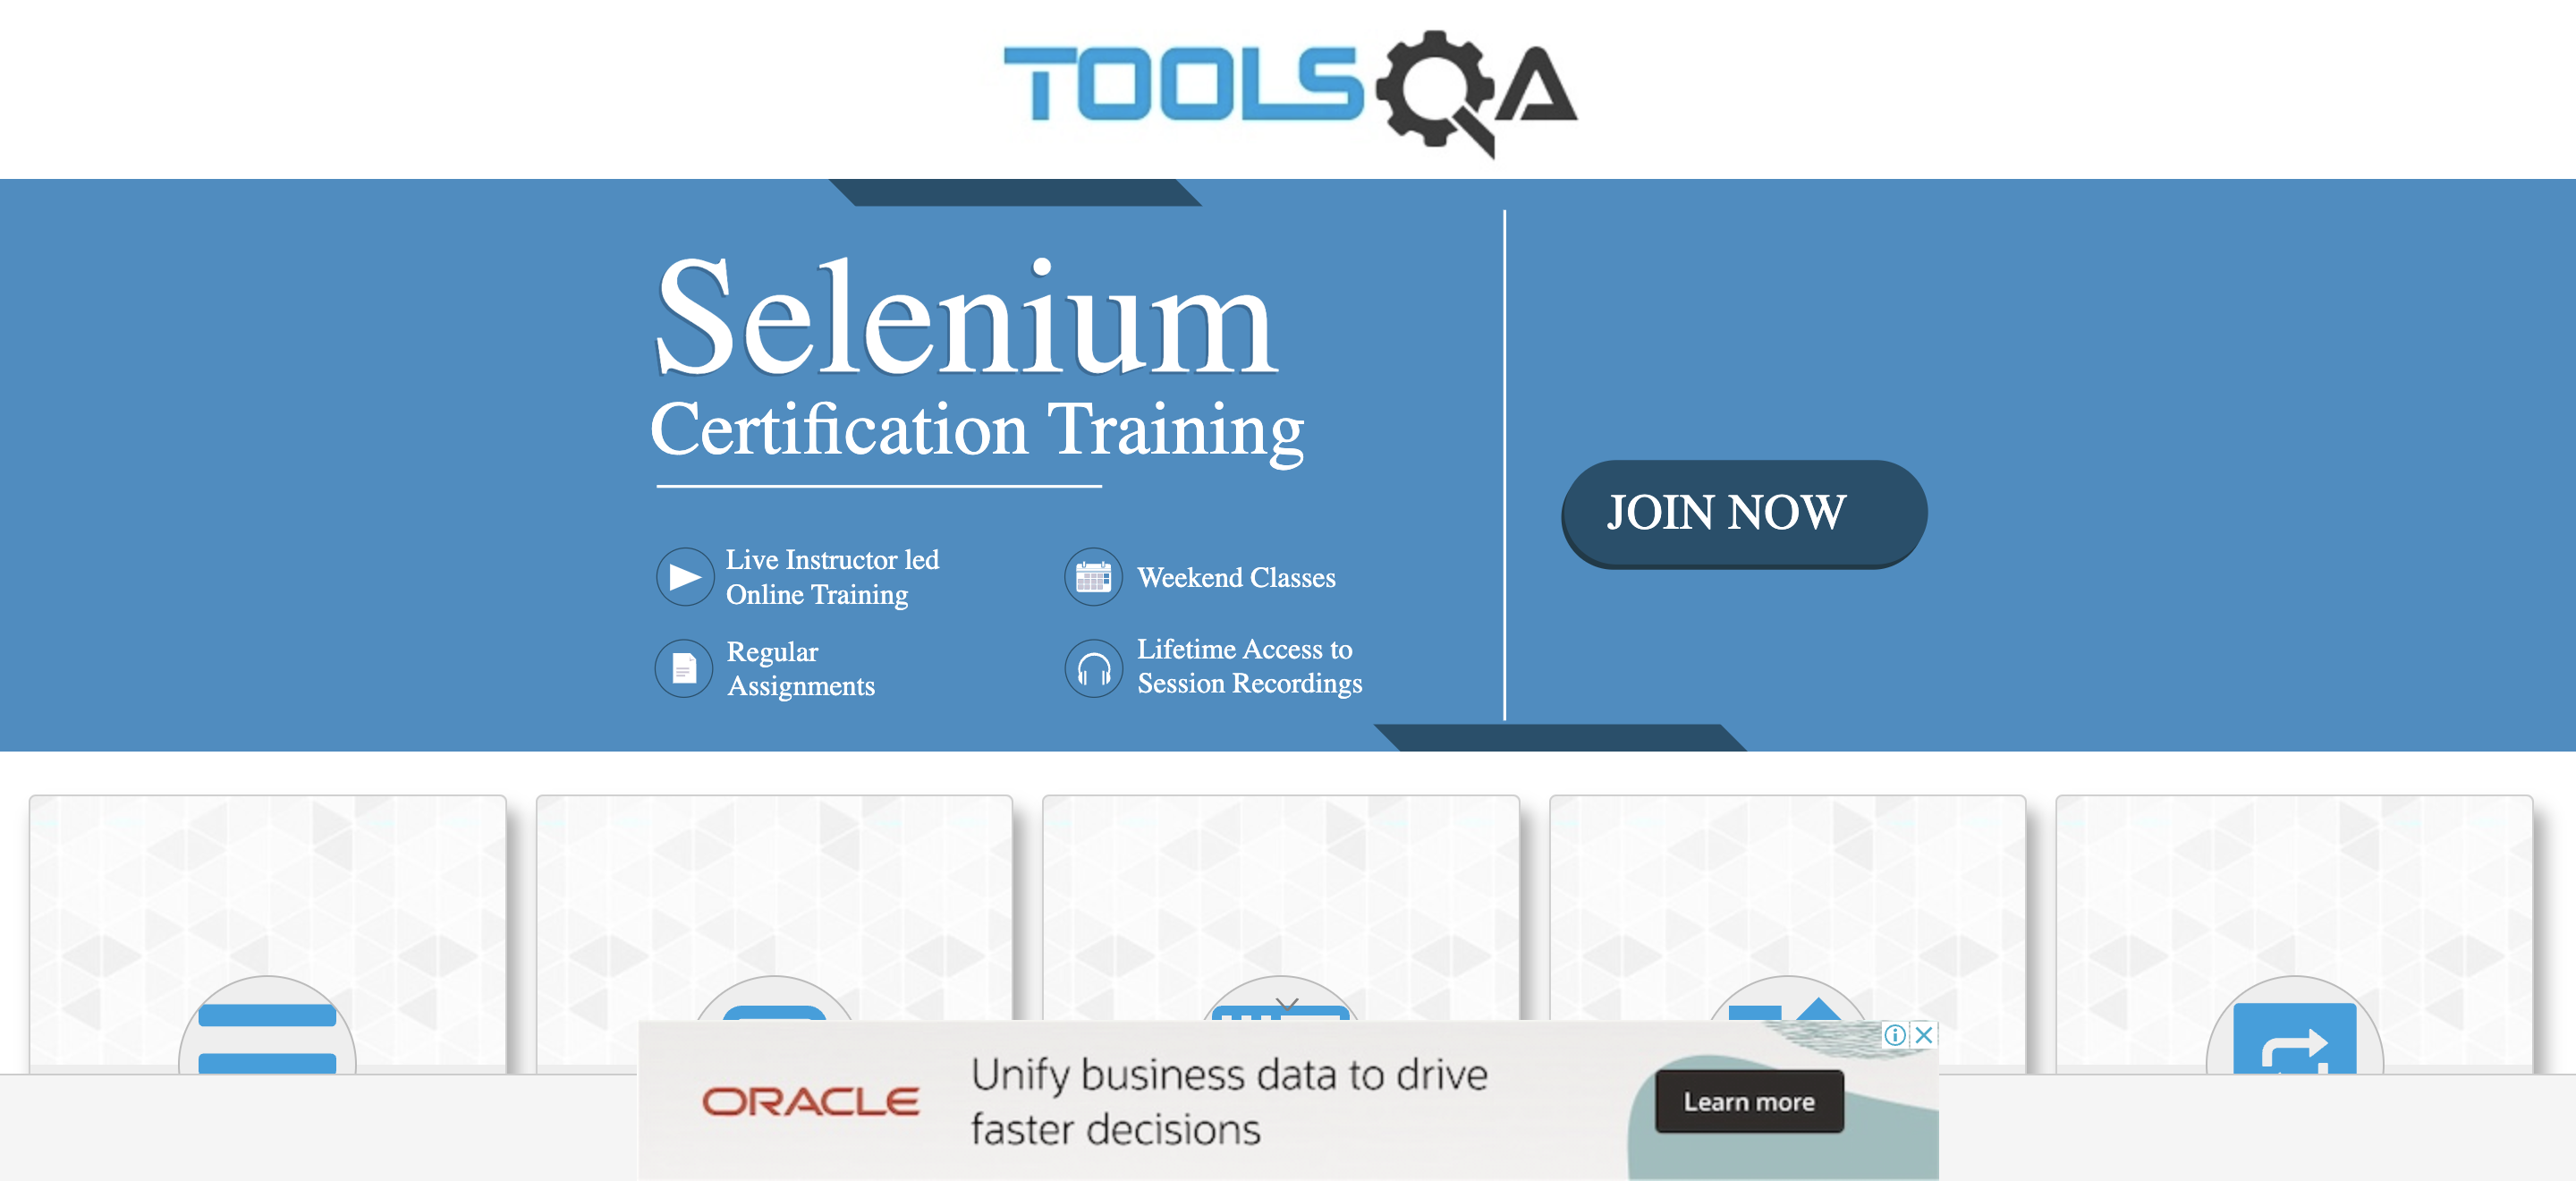 TOOLSQA
Selenium
Certification Training
Live Instructor led
Online Training
Weekend Classes
Regular
Assignments
Lifetime Access to
Session Recordings
JOIN NOW
ORACLE
Unify business data to drive
faster decisions
Learn more